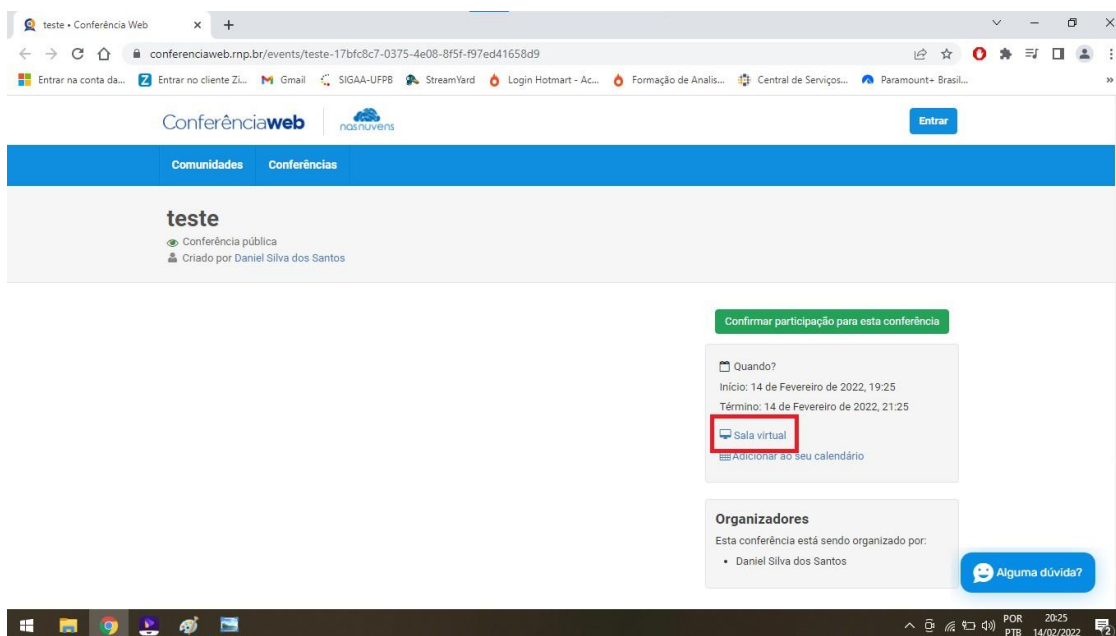 teste • Conferência Web
conferenciaweb.rnp.br/events/teste-17bfc8c7-0375-4e08-8f5f-f97ed41658d9
Entrar na conta da... Entrar no cliente Zi... Gmail SIGAA-UFPB StreamYard Login Hotmart - Ac... Formação de Analis... Central de Serviços... Paramount+ Brasil... »
Conferênciaweb nasnuvens Entrar
Comunidades Conferências
teste
Conferência pública
Criado por Daniel Silva dos Santos
Confirmar participação para esta conferência
Quando?
Início: 14 de Fevereiro de 2022, 19:25
Término: 14 de Fevereiro de 2022, 21:25
Sala virtual
Adicionar ao seu calendário
Organizadores
Esta conferência está sendo organizado por:
• Daniel Silva dos Santos
Alguma dúvida?
POR 20:25
PTB 14/02/2022